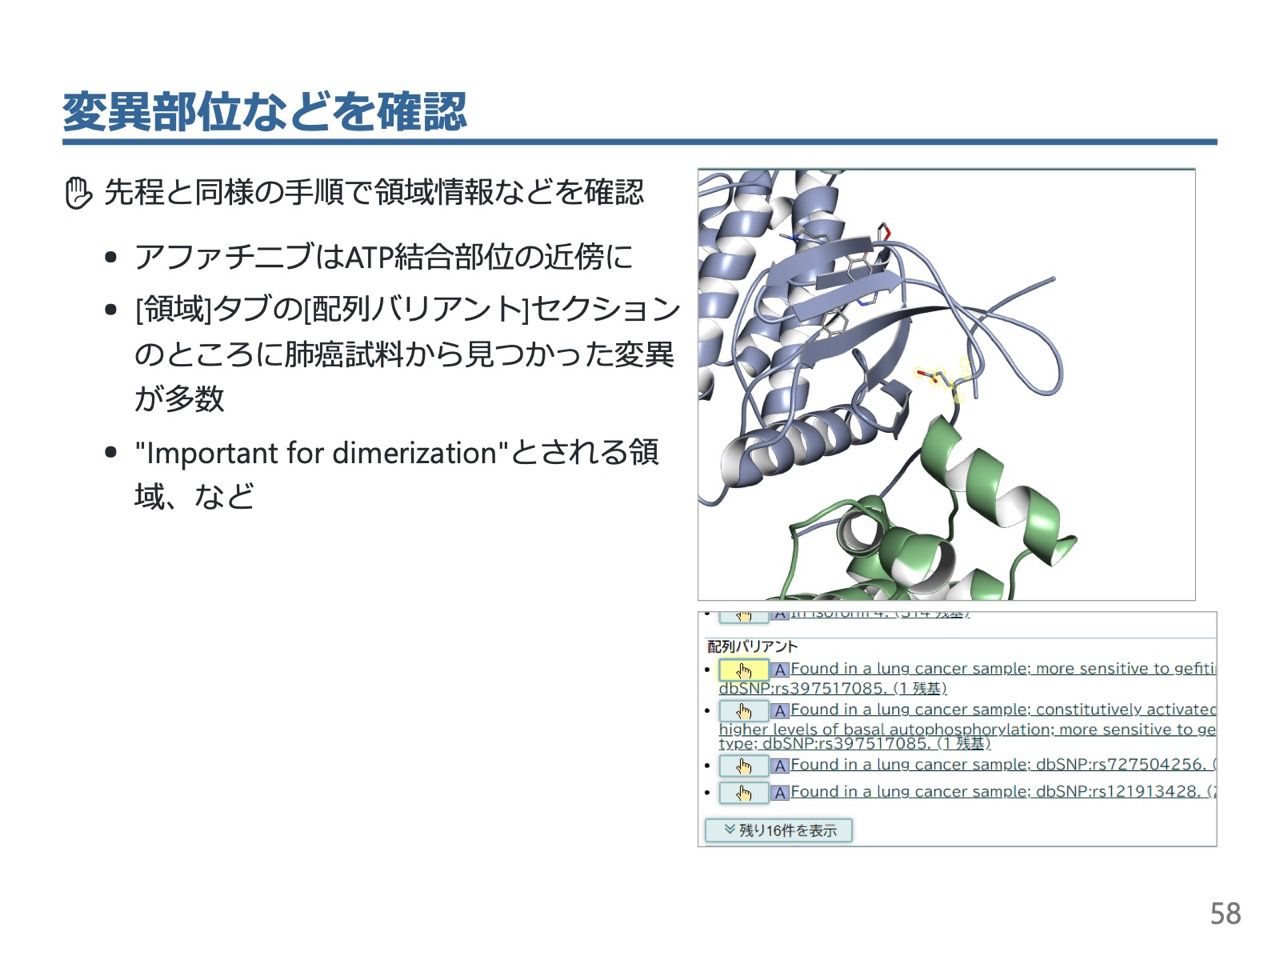 変異部位などを確認
先程と同様の手順で領域情報などを確認
• アファチニブはATP結合部位の近傍に
• [領域]タブの[配列バリアント]セクション
のところに肺癌試料から見つかった変異
が多数
• "Important for dimerization"とされる領
域、など
• A In isoform 4. (314 残基)
配列バリアント
• A Found in a lung cancer sample; more sensitive to gefiti
dbSNP:rs397517085. (1 残基)
• A Found in a lung cancer sample; constitutively activated
higher levels of basal autophosphorylation; more sensitive to ge
type; dbSNP:rs397517085. (1 残基)
• A Found in a lung cancer sample; dbSNP:rs727504256. (
• A Found in a lung cancer sample; dbSNP:rs121913428. (2
残り16件を表示
58